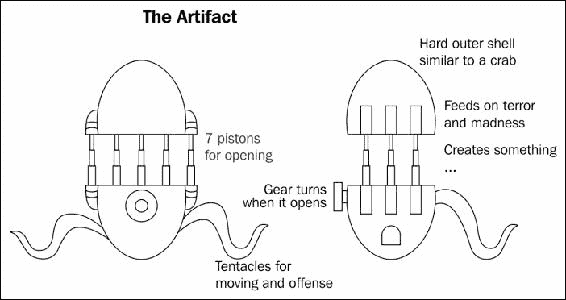 The Artifact
Hard outer shell
similar to a crab
Feeds on terror
and madness
7 pistons
for opening
Creates something
...
Gear turns
when it opens
Tentacles for
moving and offense